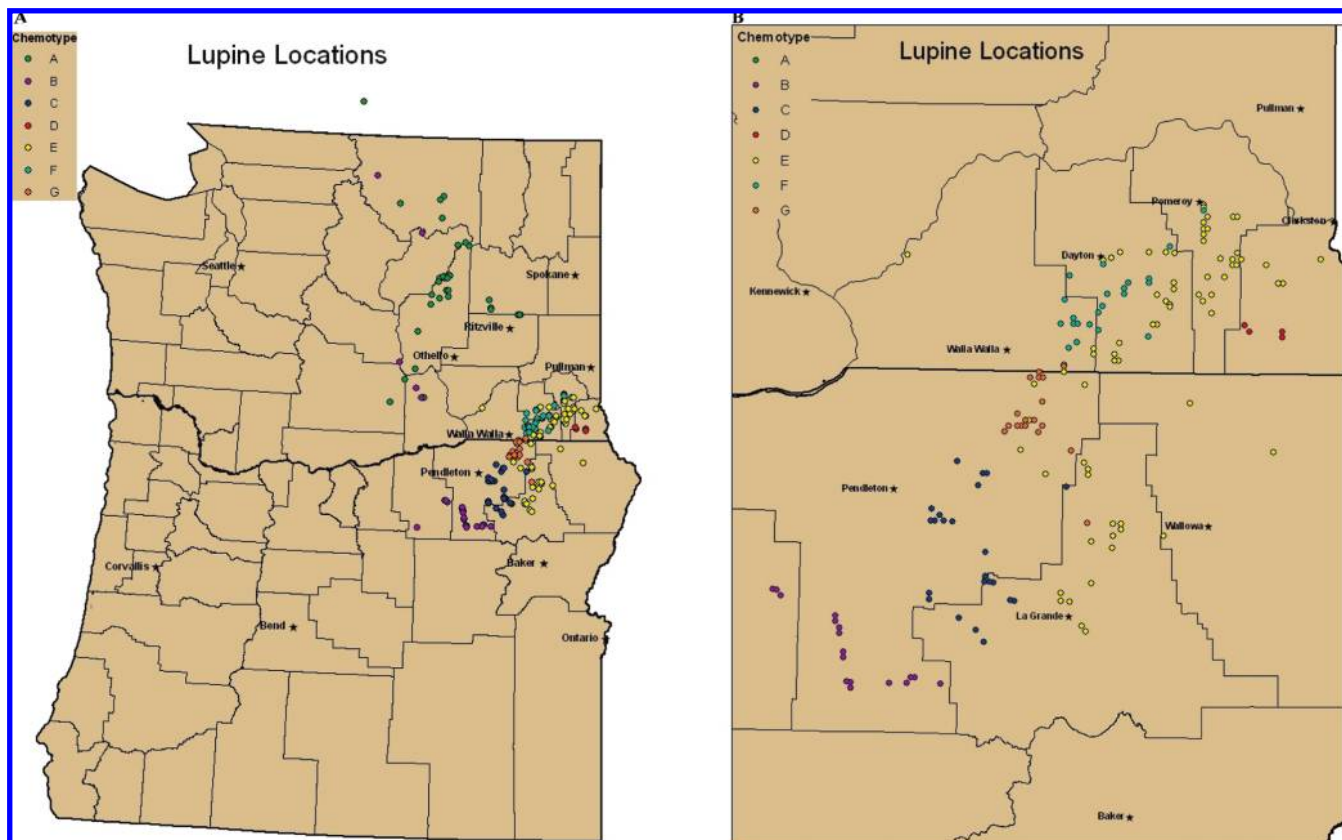 A
Chemotype
A
B
C
D
E
F
G
Lupine Locations
Seattle
Spokane
Ritzville
Othello
Pullman
Walla Walla
Pendleton
Corvallis
Baker
Bend
Ontario
B
Chemotype
A
B
C
D
E
F
G
Lupine Locations
Pullman
Pomeroy
Clarkston
Dayton
Kennewick
Walla Walla
Pendleton
Wallowa
La Grande
Baker